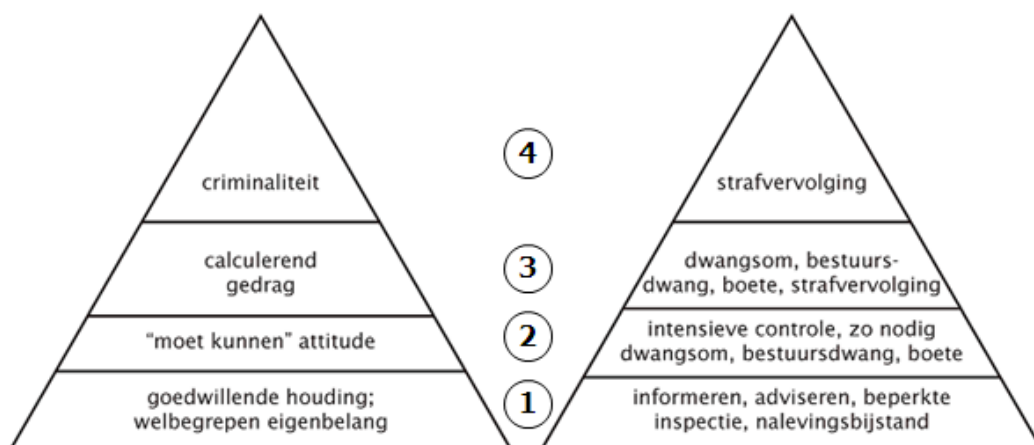 criminaliteit
calculerend
gedrag
"moet kunnen" attitude
goedwillende houding;
welbegrepen eigenbelang
4
3
2
1
strafvervolging
dwangsom, bestuurs-
dwang, boete, strafvervolging
intensieve controle, zo nodig
dwangsom, bestuursdwang, boete
informeren, adviseren, beperkte
inspectie, nalevingsbijstand